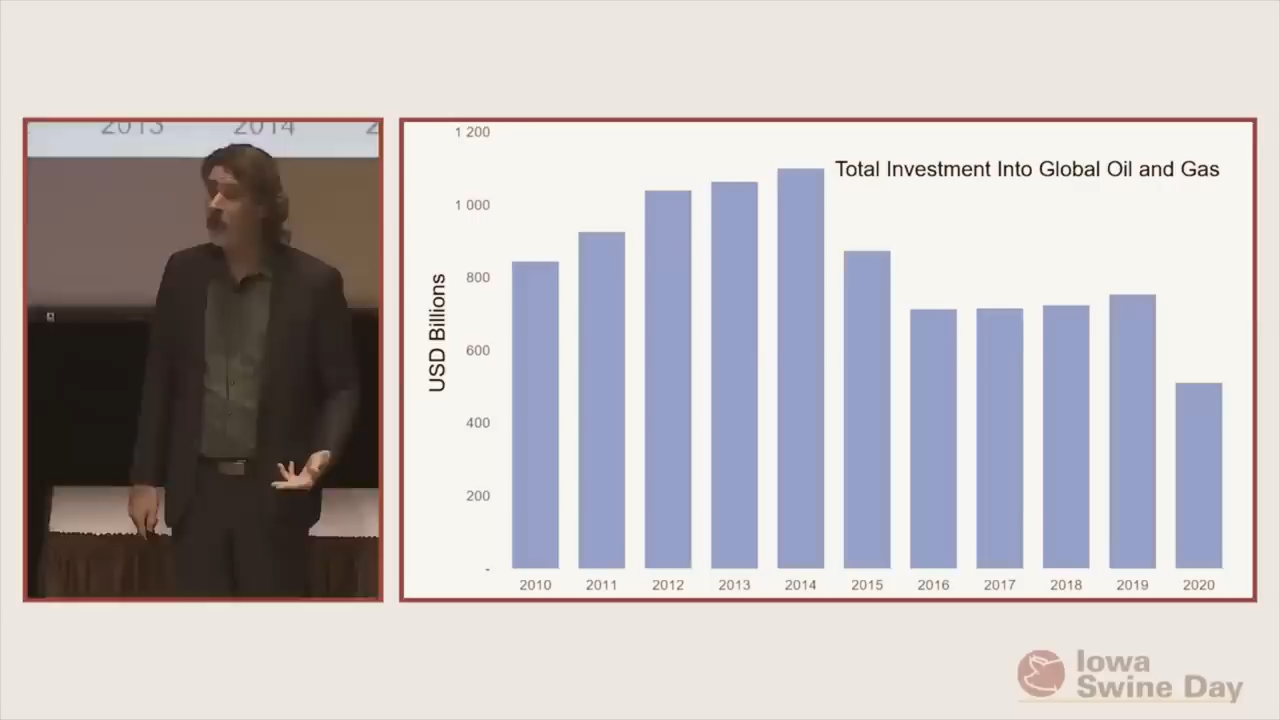 2013 2014
Total Investment Into Global Oil and Gas
USD Billions
1 200
1 000
800
600
400
200
-
2010 2011 2012 2013 2014 2015 2016 2017 2018 2019 2020
Iowa
Swine Day